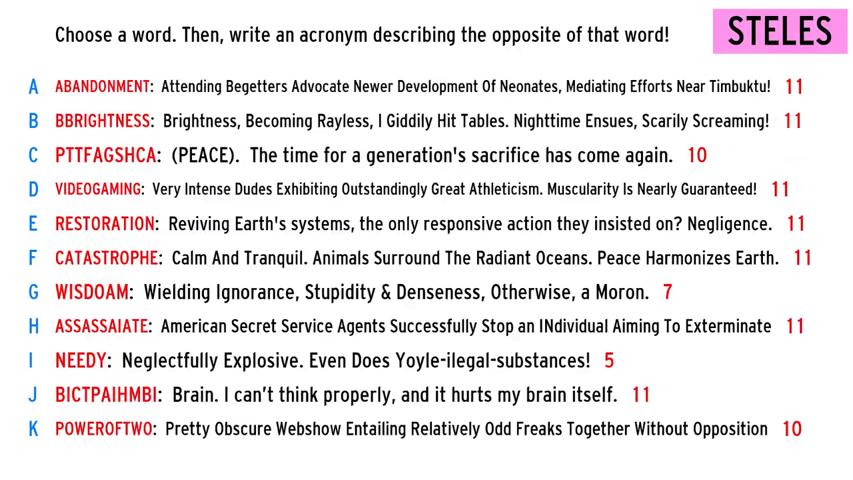 Choose a word. Then, write an acronym describing the opposite of that word!
STELES
A ABANDONMENT: Attending Begetters Advocate Newer Development Of Neonates, Mediating Efforts Near Timbuktu! 11
B BBRIGHTNESS: Brightness, Becoming Rayless, I Giddily Hit Tables. Nighttime Ensues, Scarily Screaming! 11
C PTTFAGSHCA: (PEACE). The time for a generation's sacrifice has come again. 10
D VIDEOGAMING: Very Intense Dudes Exhibiting Outstandingly Great Athleticism. Muscularity Is Nearly Guaranteed! 11
E RESTORATION: Reviving Earth's systems, the only responsive action they insisted on? Negligence. 11
F CATASTROPHE: Calm And Tranquil. Animals Surround The Radiant Oceans. Peace Harmonizes Earth. 11
G WISDOAM: Wielding Ignorance, Stupidity & Denseness, Otherwise, a Moron. 7
H ASSASSAIATE: American Secret Service Agents Successfully Stop an INdividual Aiming To Exterminate 11
I NEEDY: Neglectfully Explosive. Even Does Yoyle-ilegal-substances! 5
J BICTPAIHMBI: Brain. I can't think properly, and it hurts my brain itself. 11
K POWEROFTWO: Pretty Obscure Webshow Entailing Relatively Odd Freaks Together Without Opposition 10